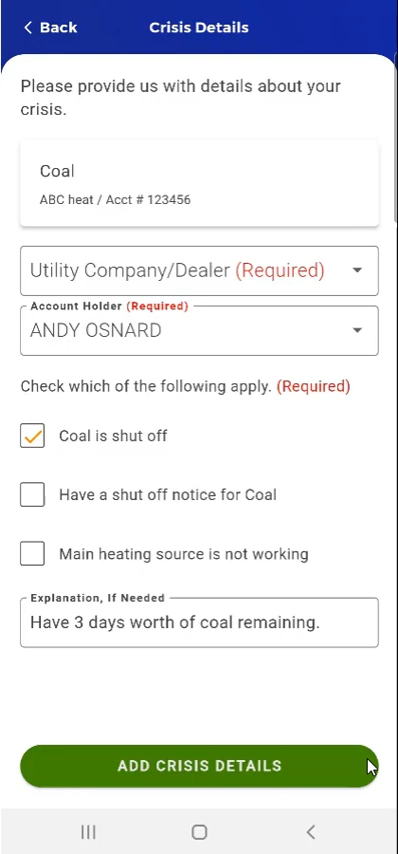 Back
Crisis Details
Please provide us with details about your
crisis.
Coal
ABC heat / Acct # 123456
Utility Company/Dealer (Required)
Account Holder (Required)
ANDY OSNARD
Check which of the following apply. (Required)
Coal is shut off
Have a shut off notice for Coal
Main heating source is not working
Explanation, If Needed
Have 3 days worth of coal remaining.
ADD CRISIS DETAILS